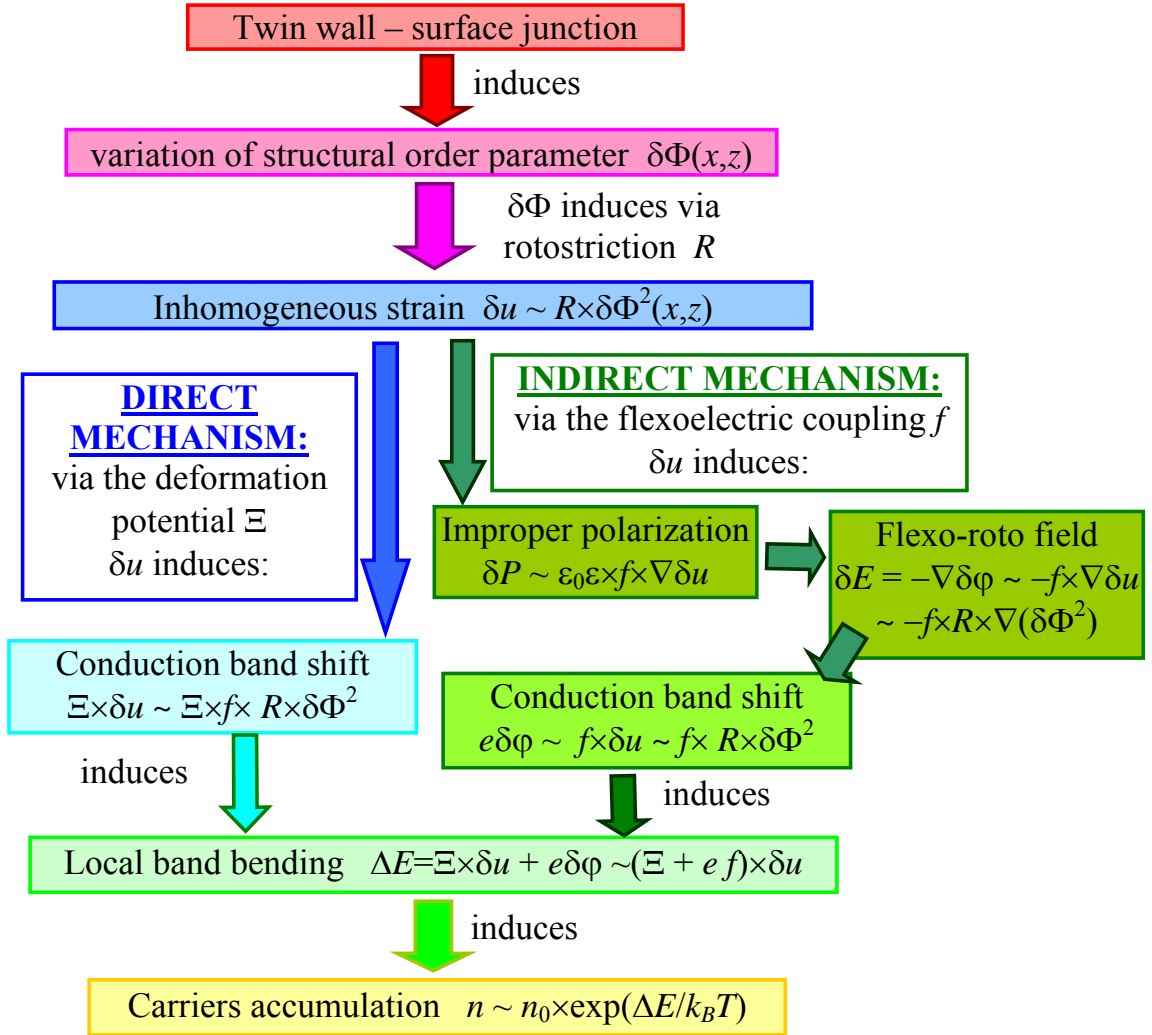 Twin wall – surface junction
induces
variation of structural order parameter δΦ(x,z)
δΦ induces via
rotostriction R
Inhomogeneous strain δu ~ R×δΦ²(x,z)
DIRECT
MECHANISM:
via the deformation
potential Ξ
δu induces:
INDIRECT MECHANISM:
via the flexoelectric coupling f
δu induces:
Improper polarization
δP ~ ε₀ε×f×∇δu
Flexo-roto field
δE = −∇δφ ~ −f×∇δu
~ −f×R×∇(δΦ²)
Conduction band shift
Ξ×δu ~ Ξ×f× R×δΦ²
Conduction band shift
eδφ ~ f×δu ~ f× R×δΦ²
induces
induces
Local band bending ΔE=Ξ×δu + eδφ ~(Ξ + e f)×δu
induces
Carriers accumulation n ~ n₀×exp(ΔE/k_BT)